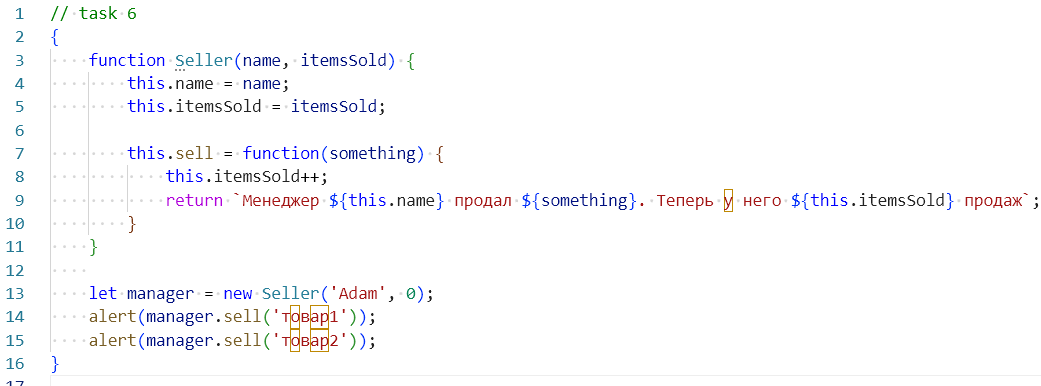 1 // task 6
2 {
3 function Seller(name, itemsSold) {
4 this.name = name;
5 this.itemsSold = itemsSold;
6
7 this.sell = function(something) {
8 this.itemsSold++;
9 return `Менеджер ${this.name} продал ${something}. Теперь у него ${this.itemsSold} продаж`;
10 }
11 }
12
13 let manager = new Seller('Adam', 0);
14 alert(manager.sell('товар1'));
15 alert(manager.sell('товар2'));
16 }
17